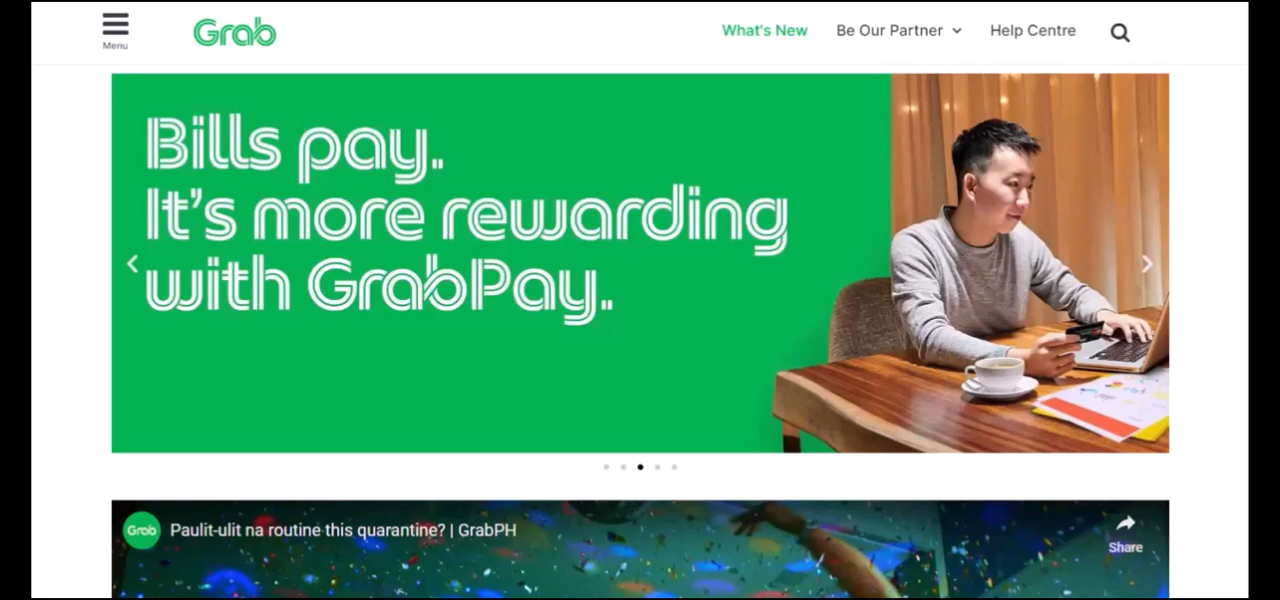 Menu
Grab
What's New
Be Our Partner
Help Centre
Bills pay.
It's more rewarding
with GrabPay.
Grab
Paulit-ulit na routine this quarantine? | GrabPH
Share